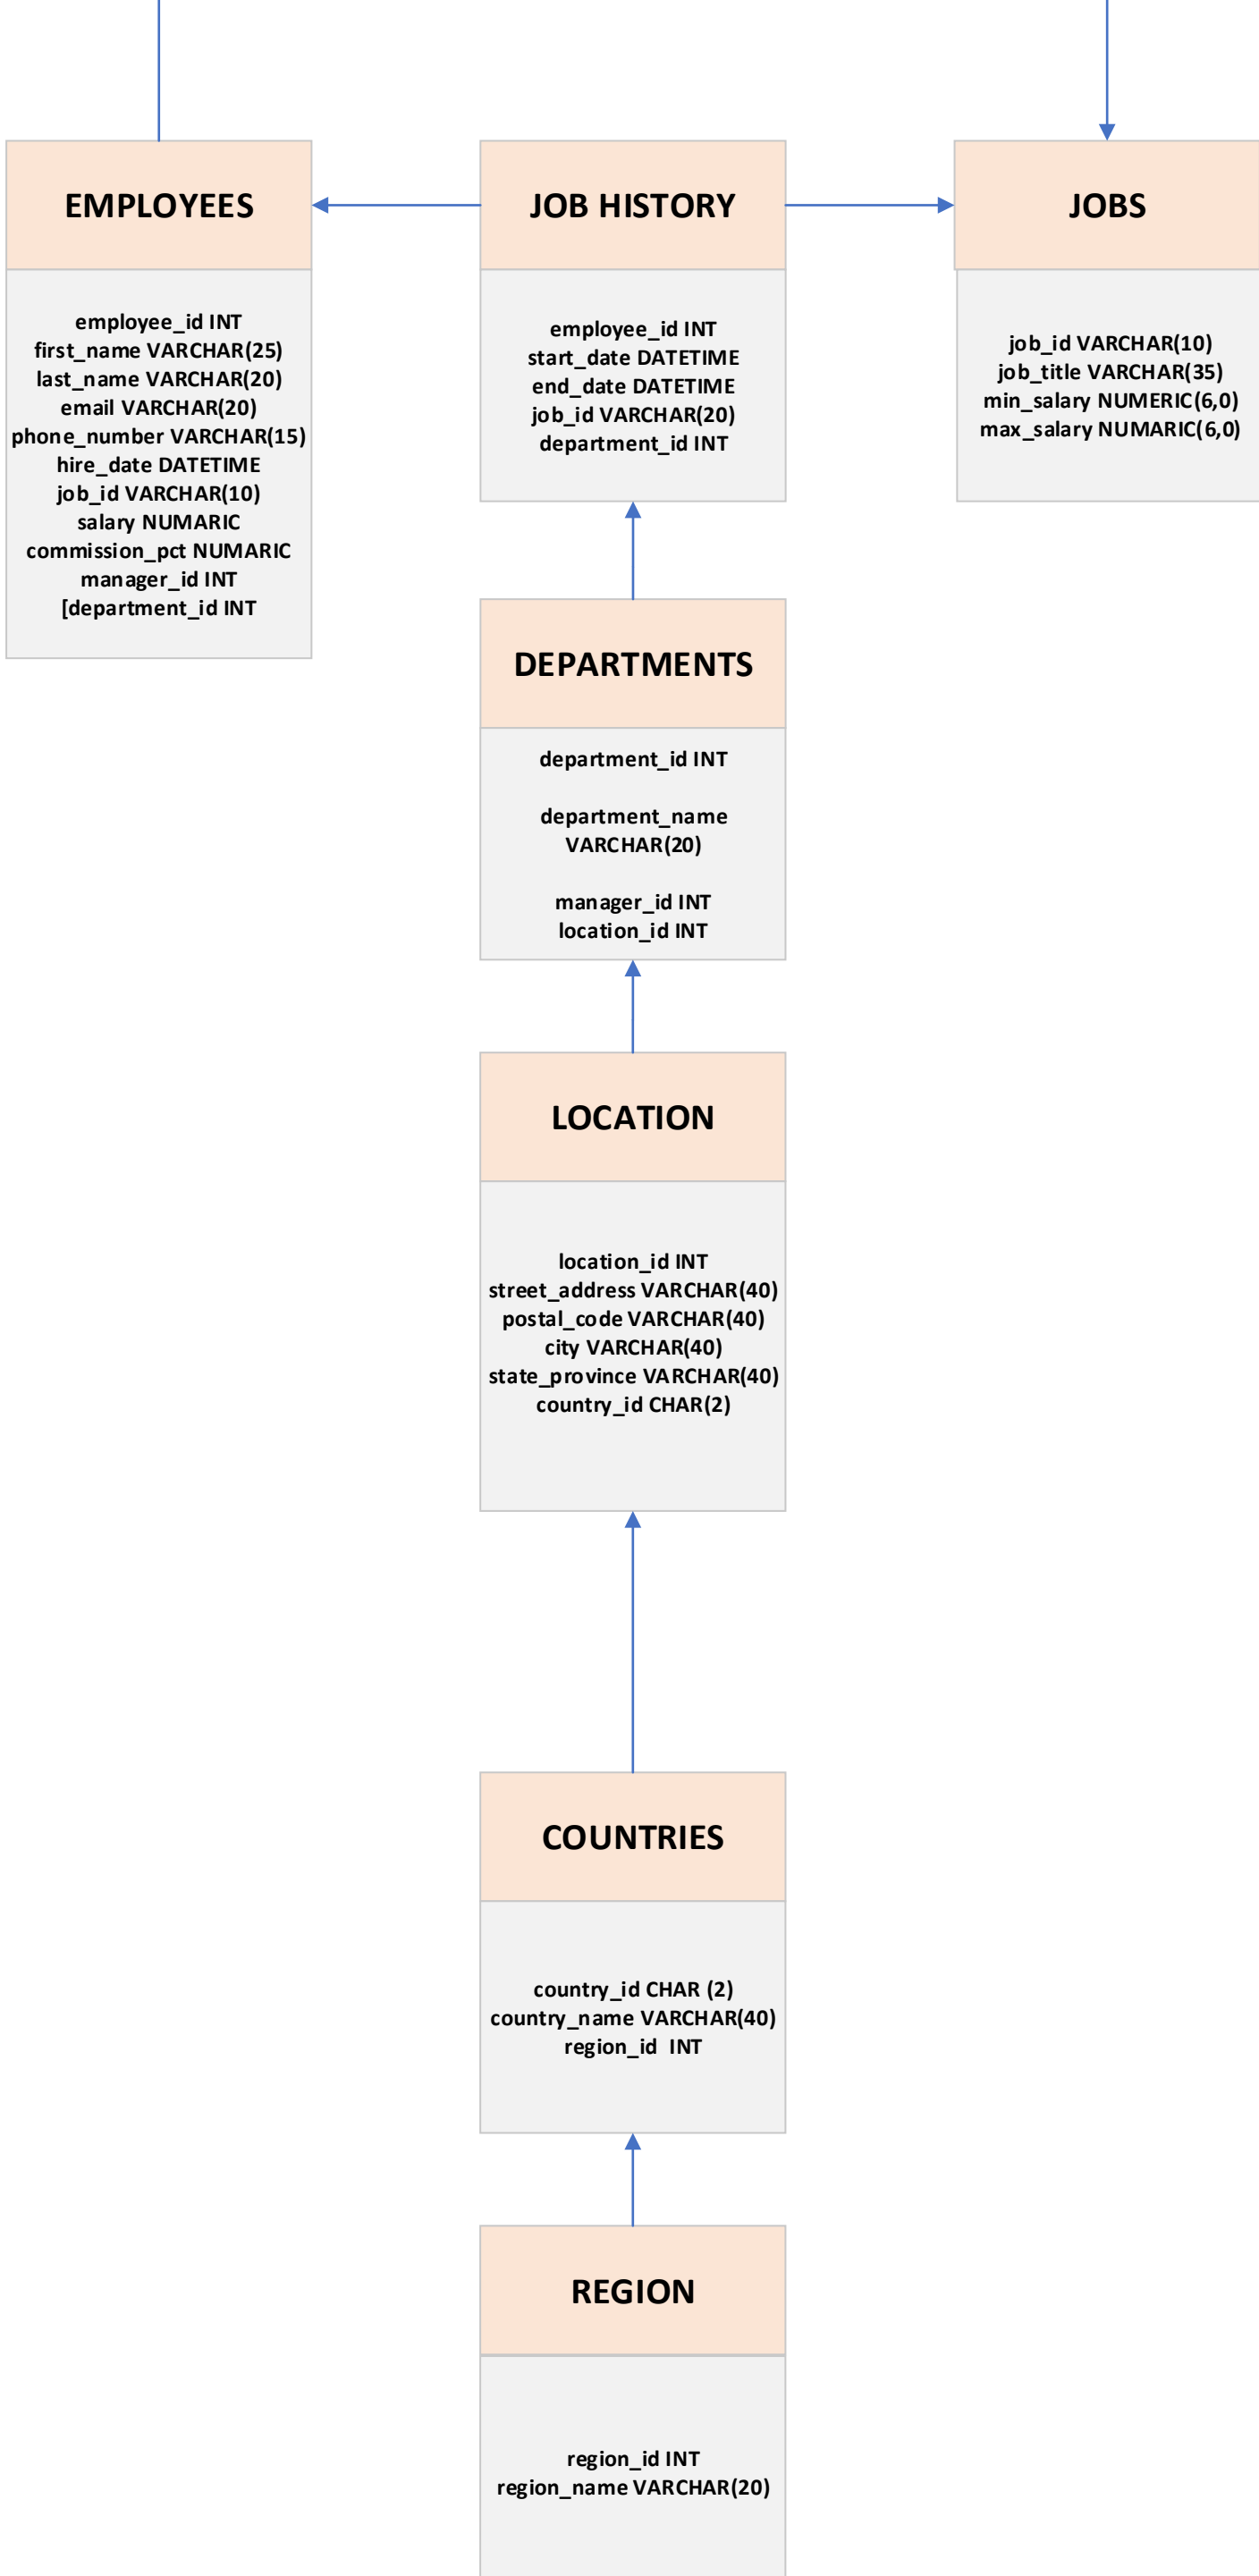 EMPLOYEES
employee_id INT
first_name VARCHAR(25)
last_name VARCHAR(20)
email VARCHAR(20)
phone_number VARCHAR(15)
hire_date DATETIME
job_id VARCHAR(10)
salary NUMARIC
commission_pct NUMARIC
manager_id INT
[department_id INT
JOB HISTORY
employee_id INT
start_date DATETIME
end_date DATETIME
job_id VARCHAR(20)
department_id INT
JOBS
job_id VARCHAR(10)
job_title VARCHAR(35)
min_salary NUMERIC(6,0)
max_salary NUMARIC(6,0)
DEPARTMENTS
department_id INT
department_name
VARCHAR(20)
manager_id INT
location_id INT
LOCATION
location_id INT
street_address VARCHAR(40)
postal_code VARCHAR(40)
city VARCHAR(40)
state_province VARCHAR(40)
country_id CHAR(2)
COUNTRIES
country_id CHAR (2)
country_name VARCHAR(40)
region_id  INT
REGION
region_id INT
region_name VARCHAR(20)